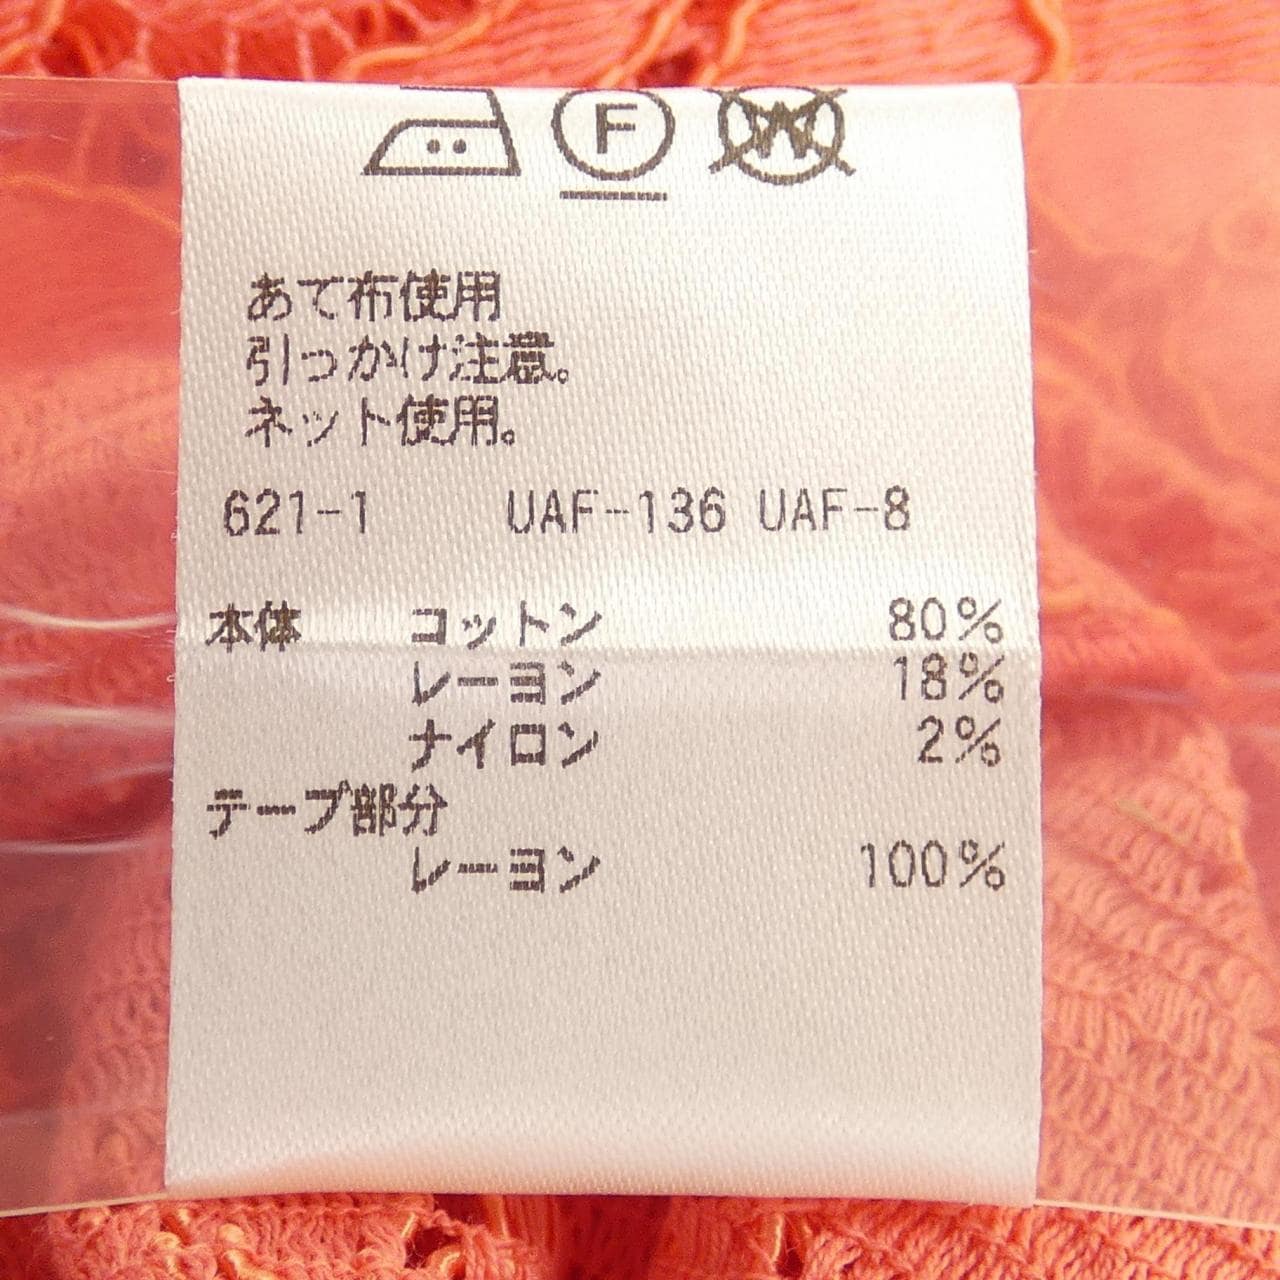 F W
あて布使用
引っかけ注意。
ネット使用。
621-1 UAF-136 UAF-8
本体 コットン 80%
レーヨン 18%
ナイロン 2%
テープ部分
レーヨン 100%